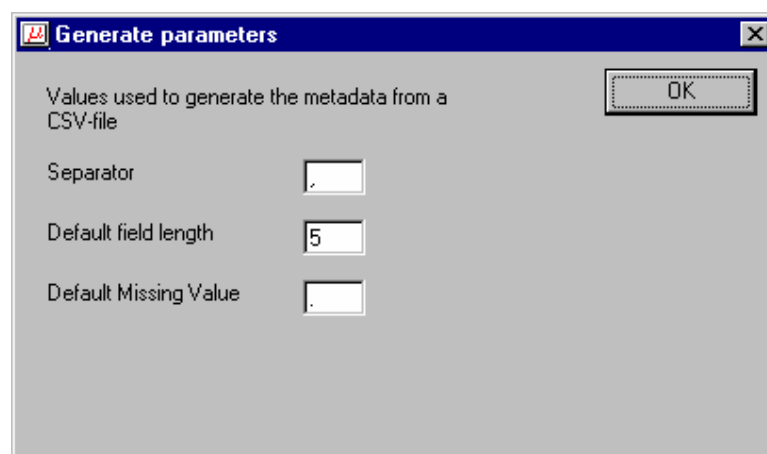 μ Generate parameters
Values used to generate the metadata from a
CSV-file
OK
Separator ,
Default field length 5
Default Missing Value .